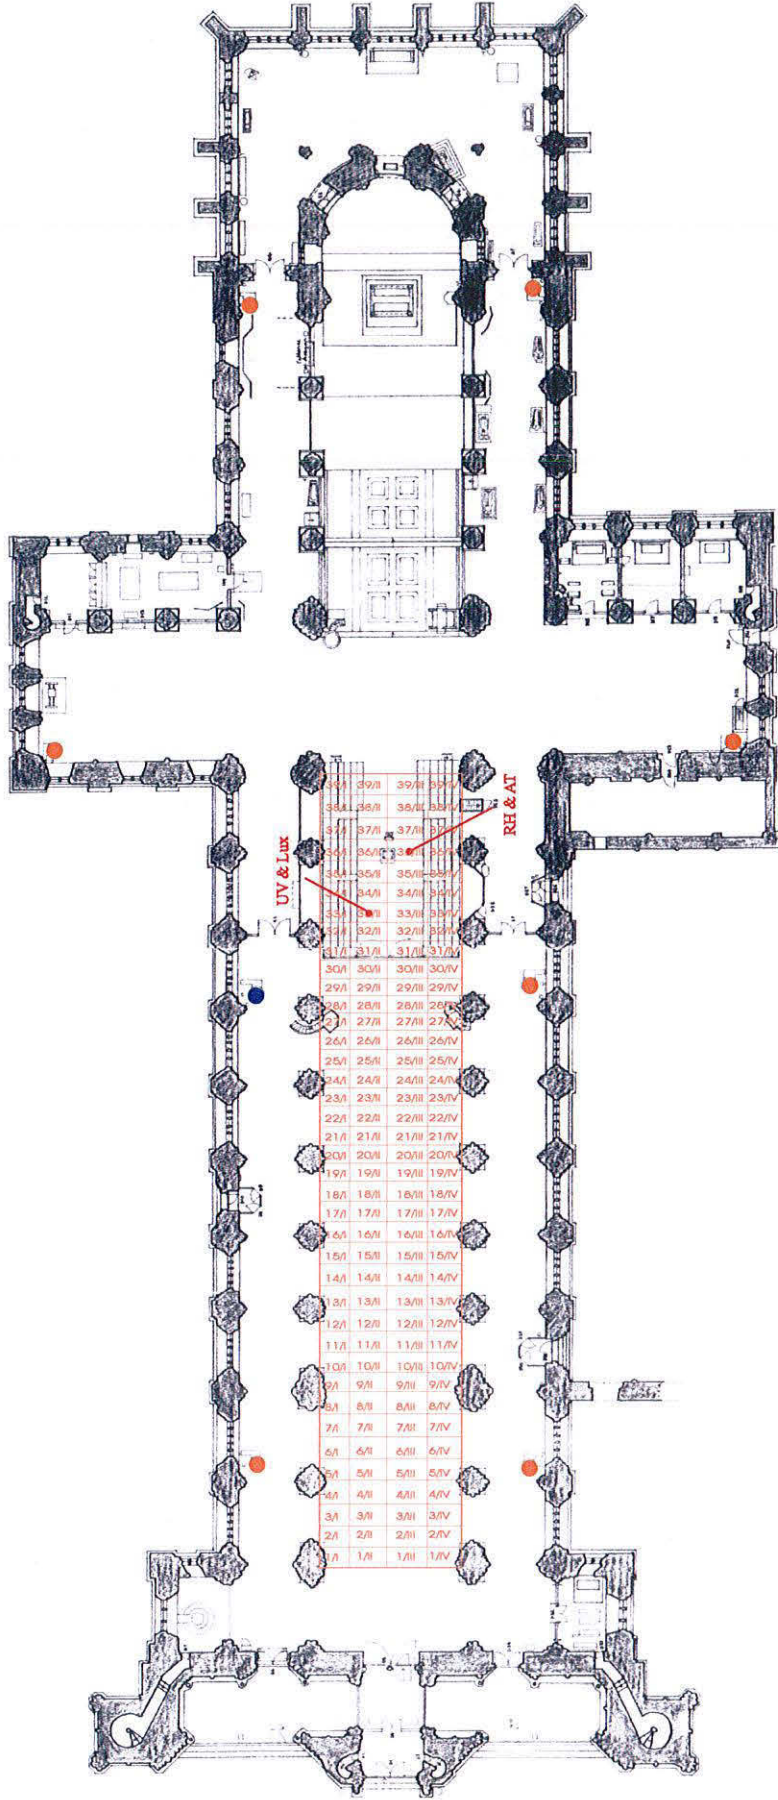 RH & AT
UV & Lux
39/I 39/II 39/III 39/IV
38/I 38/II 38/III 38/IV
37/I 37/II 37/III 37/IV
36/I 36/II 36/IV
35/I 35/II 35/III 35/IV
34/I 34/II 34/III 34/IV
33/I 33/III 33/IV
32/I 32/II 32/III 32/IV
31/I 31/II 31/III 31/IV
30/I 30/II 30/III 30/IV
29/I 29/II 29/III 29/IV
28/I 28/II 28/III 28/IV
27/I 27/II 27/III 27/IV
26/I 26/II 26/III 26/IV
25/I 25/II 25/III 25/IV
24/I 24/II 24/III 24/IV
23/I 23/II 23/III 23/IV
22/I 22/II 22/III 22/IV
21/I 21/II 21/III 21/IV
20/I 20/II 20/III 20/IV
19/I 19/II 19/III 19/IV
18/I 18/II 18/III 18/IV
17/I 17/II 17/III 17/IV
16/I 16/II 16/III 16/IV
15/I 15/II 15/III 15/IV
14/I 14/II 14/III 14/IV
13/I 13/II 13/III 13/IV
12/I 12/II 12/III 12/IV
11/I 11/II 11/III 11/IV
10/I 10/II 10/III 10/IV
9/I 9/II 9/III 9/IV
8/I 8/II 8/III 8/IV
7/I 7/II 7/III 7/IV
6/I 6/II 6/III 6/IV
5/I 5/II 5/III 5/IV
4/I 4/II 4/III 4/IV
3/I 3/II 3/III 3/IV
2/I 2/II 2/III 2/IV
1/I 1/II 1/III 1/IV